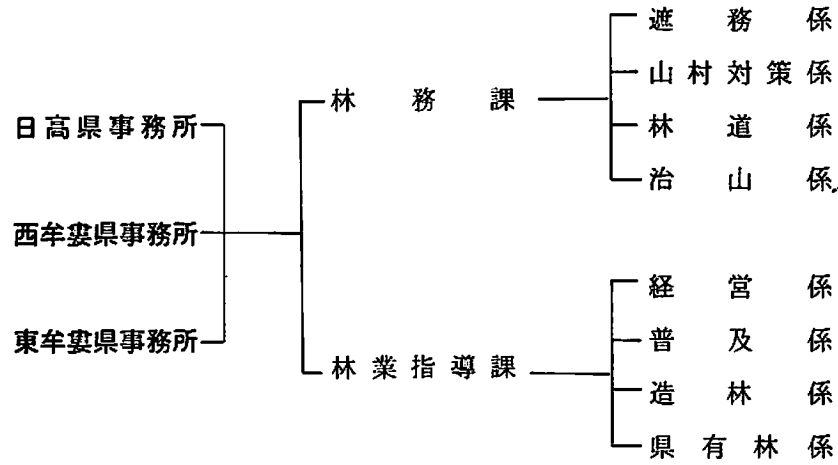 日高県事務所
西牟婁県事務所
東牟婁県事務所
林務課
林業指導課
遮務係
山村対策係
林道係
治山係
経営係
普及係
造林係
県有林係